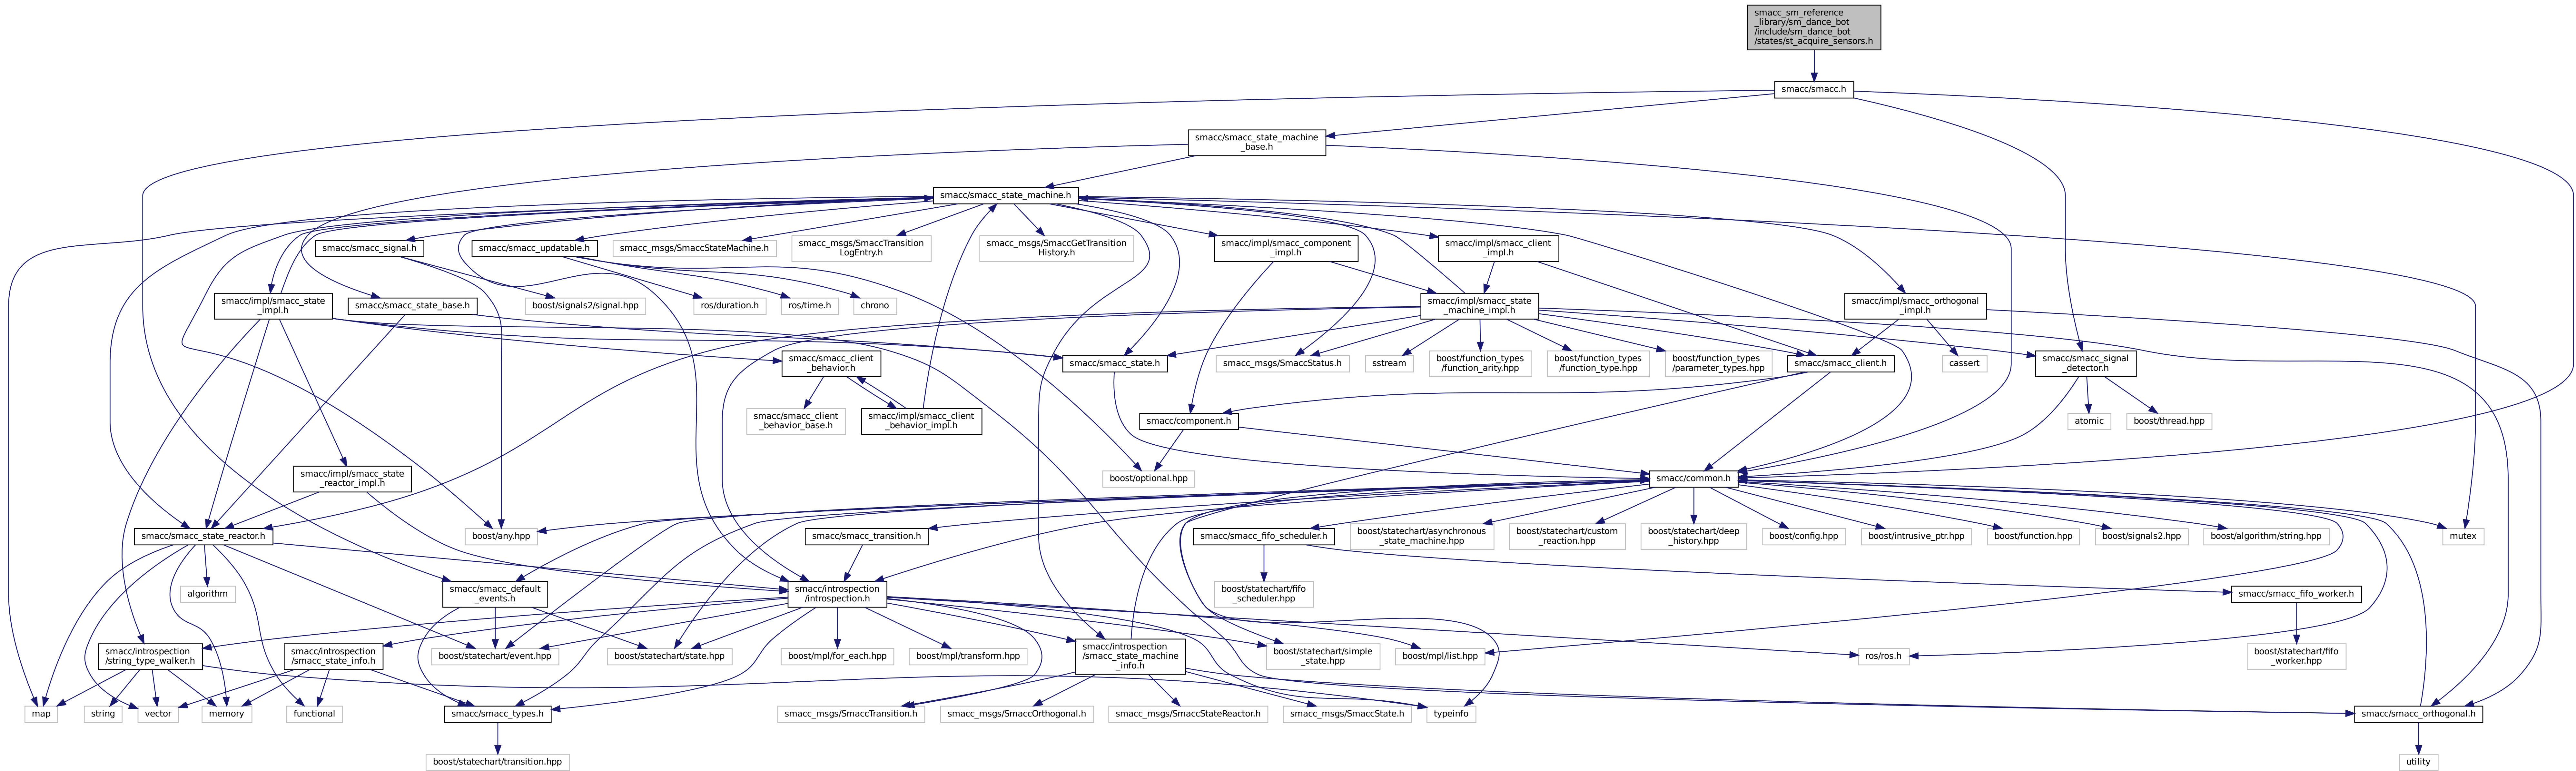 smacc_sm_reference
_library/sm_dance_bot
/include/sm_dance_bot
/states/st_acquire_sensors.h
smacc/smacc.h
smacc/smacc_state_machine
_base.h
smacc/smacc_state_machine.h
smacc/smacc_signal.h
smacc/smacc_updatable.h
smacc_msgs/SmaccStateMachine.h
smacc_msgs/SmaccTransition
LogEntry.h
smacc_msgs/SmaccGetTransition
History.h
smacc/impl/smacc_component
_impl.h
smacc/impl/smacc_client
_impl.h
smacc/impl/smacc_state
_impl.h
smacc/smacc_state_base.h
boost/signals2/signal.hpp
ros/duration.h
ros/time.h
chrono
smacc/impl/smacc_state
_machine_impl.h
smacc/impl/smacc_orthogonal
_impl.h
smacc/smacc_client
_behavior.h
smacc/smacc_state.h
smacc_msgs/SmaccStatus.h
sstream
boost/function_types
/function_arity.hpp
boost/function_types
/function_type.hpp
boost/function_types
/parameter_types.hpp
smacc/smacc_client.h
cassert
smacc/smacc_signal
_detector.h
smacc/smacc_client
_behavior_base.h
smacc/impl/smacc_client
_behavior_impl.h
smacc/component.h
atomic
boost/thread.hpp
smacc/impl/smacc_state
_reactor_impl.h
boost/optional.hpp
smacc/common.h
smacc/smacc_state_reactor.h
boost/any.hpp
smacc/smacc_transition.h
smacc/smacc_fifo_scheduler.h
boost/statechart/asynchronous
_state_machine.hpp
boost/statechart/custom
_reaction.hpp
boost/statechart/deep
_history.hpp
boost/config.hpp
boost/intrusive_ptr.hpp
boost/function.hpp
boost/signals2.hpp
boost/algorithm/string.hpp
mutex
algorithm
smacc/smacc_default
_events.h
smacc/introspection
/introspection.h
boost/statechart/fifo
_scheduler.hpp
smacc/smacc_fifo_worker.h
smacc/introspection
/string_type_walker.h
smacc/introspection
/smacc_state_info.h
boost/statechart/event.hpp
boost/statechart/state.hpp
boost/mpl/for_each.hpp
boost/mpl/transform.hpp
smacc/introspection
/smacc_state_machine
_info.h
boost/statechart/simple
_state.hpp
boost/mpl/list.hpp
ros/ros.h
boost/statechart/fifo
_worker.hpp
map
string
vector
memory
functional
smacc/smacc_types.h
smacc_msgs/SmaccTransition.h
smacc_msgs/SmaccOrthogonal.h
smacc_msgs/SmaccStateReactor.h
smacc_msgs/SmaccState.h
typeinfo
smacc/smacc_orthogonal.h
boost/statechart/transition.hpp
utility